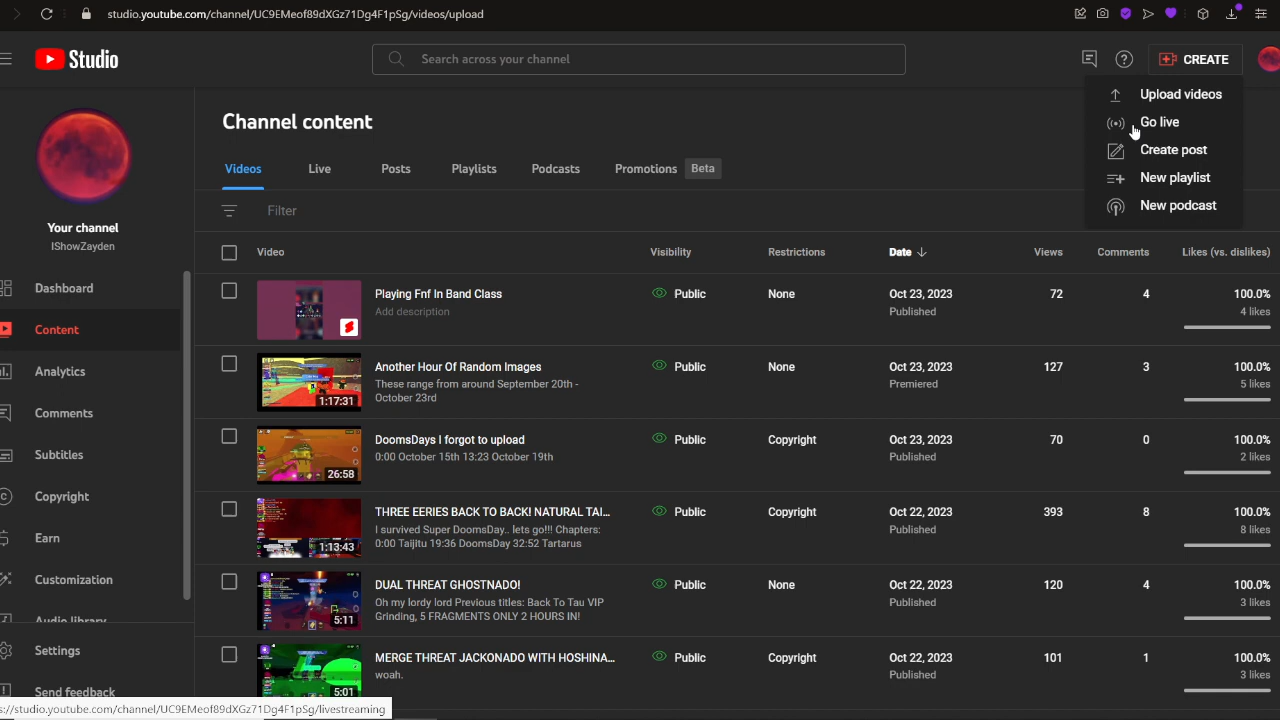 studio.youtube.com/channel/UC9EMeof89dXGz71Dg4F1pSg/videos/upload
Studio
Search across your channel
CREATE
Upload videos
Go live
Create post
New playlist
New podcast
Your channel
IShowZayden
Dashboard
Content
Analytics
Comments
Subtitles
Copyright
Earn
Customization
Audio library
Settings
Send feedback
Channel content
Videos
Live
Posts
Playlists
Podcasts
Promotions
Beta
Filter
Video
Visibility
Restrictions
Date
Views
Comments
Likes (vs. dislikes)
Playing Fnf In Band Class
Add description
Public
None
Oct 23, 2023
Published
72
4
100.0%
4 likes
1:17:31
Another Hour Of Random Images
These range from around September 20th -
October 23rd
Public
None
Oct 23, 2023
Premiered
127
3
100.0%
5 likes
26:58
DoomsDays I forgot to upload
0:00 October 15th 13:23 October 19th
Public
Copyright
Oct 23, 2023
Published
70
0
100.0%
2 likes
1:13:43
THREE EERIES BACK TO BACK! NATURAL TAI...
I survived Super DoomsDay.. lets go!!! Chapters:
0:00 Taijitu 19:36 DoomsDay 32:52 Tartarus
Public
Copyright
Oct 22, 2023
Published
393
8
100.0%
8 likes
5:11
DUAL THREAT GHOSTNADO!
Oh my lordy lord Previous titles: Back To Tau VIP
Grinding, 5 FRAGMENTS ONLY 2 HOURS IN!
Public
None
Oct 22, 2023
Published
120
4
100.0%
3 likes
5:01
MERGE THREAT JACKONADO WITH HOSHINA...
woah.
Public
Copyright
Oct 22, 2023
Published
101
1
100.0%
3 likes
s://studio.youtube.com/channel/UC9EMeof89dXGz71Dg4F1pSg/livestreaming